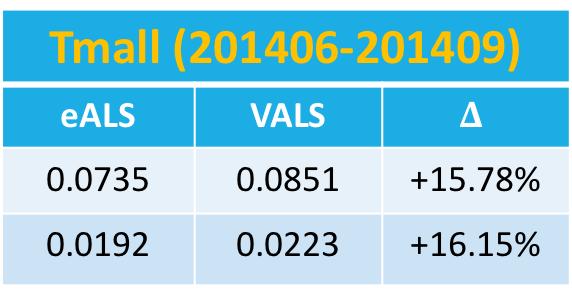 Tmall (201406-201409)
eALS VALS Δ
0.0735 0.0851 +15.78%
0.0192 0.0223 +16.15%